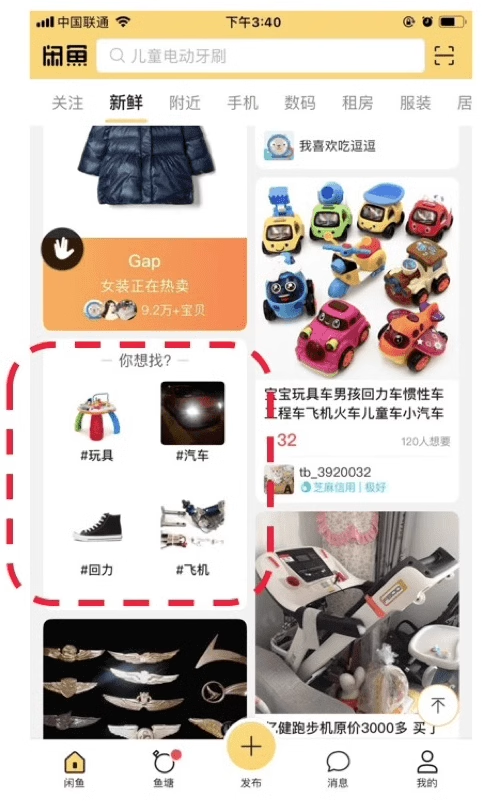 中国联通
下午3:40
闲鱼
儿童电动牙刷
关注 新鲜 附近 手机 数码 租房 服装 居
我喜欢吃逗逗
Gap
女装正在热卖
9.2万+宝贝
宝宝玩具车男孩回力车惯性车
工程车飞机火车儿童车小汽车
32
120人想要
tb_3920032
芝麻信用 | 极好
你想找?
#玩具
#汽车
#回力
#飞机
亿健跑步机原价3000多 买了
闲鱼
鱼塘
发布
消息
我的